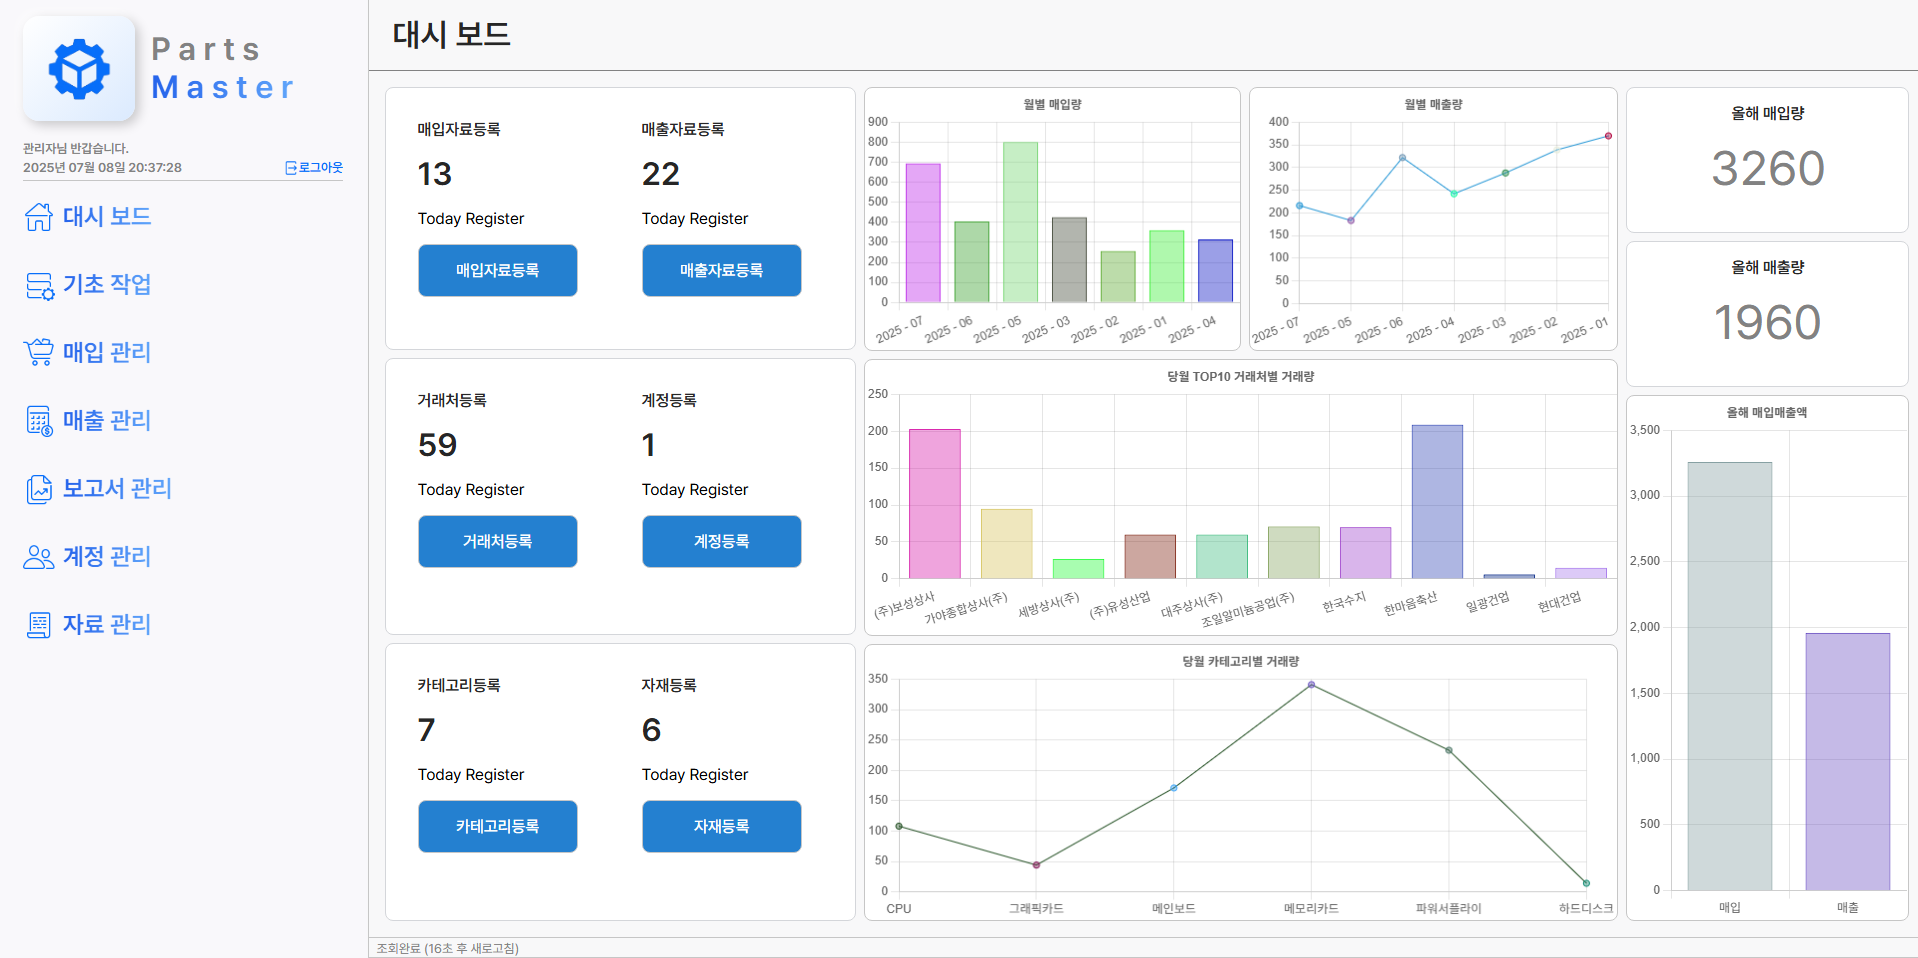 Parts
Master
관리자님 반갑습니다.
2025년 07월 08일 20:37:28
로그아웃
대시 보드
기초 작업
매입 관리
매출 관리
보고서 관리
계정 관리
자료 관리
대시 보드
매입자료등록
13
Today Register
매입자료등록
매출자료등록
22
Today Register
매출자료등록
거래처등록
59
Today Register
거래처등록
계정등록
1
Today Register
계정등록
카테고리등록
7
Today Register
카테고리등록
자재등록
6
Today Register
자재등록
월별 매입량
900
800
700
600
500
400
300
200
100
0
2025 - 07
2025 - 06
2025 - 05
2025 - 03
2025 - 02
2025 - 01
2025 - 04
월별 매출량
400
350
300
250
200
150
100
50
0
2025 - 07
2025 - 05
2025 - 06
2025 - 04
2025 - 03
2025 - 02
2025 - 01
당월 TOP10 거래처별 거래량
250
200
150
100
50
0
(주)보성상사
가야종합상사(주)
세방상사(주)
(주)유성산업
대주상사(주)
조일알미늄공업(주)
한국수지
한마음축산
일광건업
현대건업
당월 카테고리별 거래량
350
300
250
200
150
100
50
0
CPU
그래픽카드
메인보드
메모리카드
파워서플라이
하드디스크
올해 매입량
3260
올해 매출량
1960
올해 매입매출액
3,500
3,000
2,500
2,000
1,500
1,000
500
0
매입
매출
조회완료 (16초 후 새로고침)